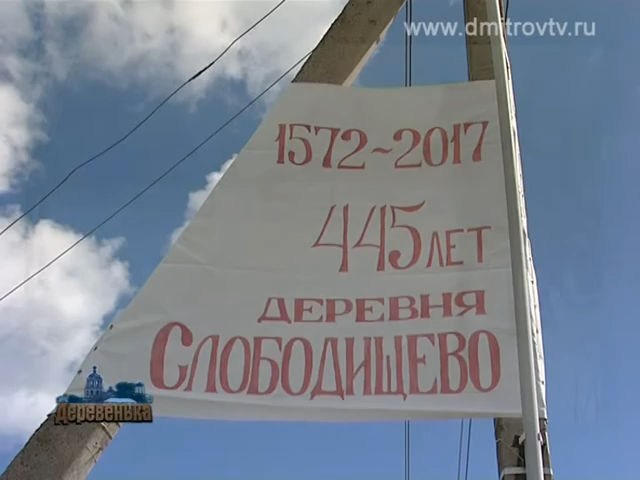 www.dmitrovtv.ru
1572~2017
445 ЛЕТ
ДЕРЕВНЯ
СЛОБОДИЩЕВО
Деревенька